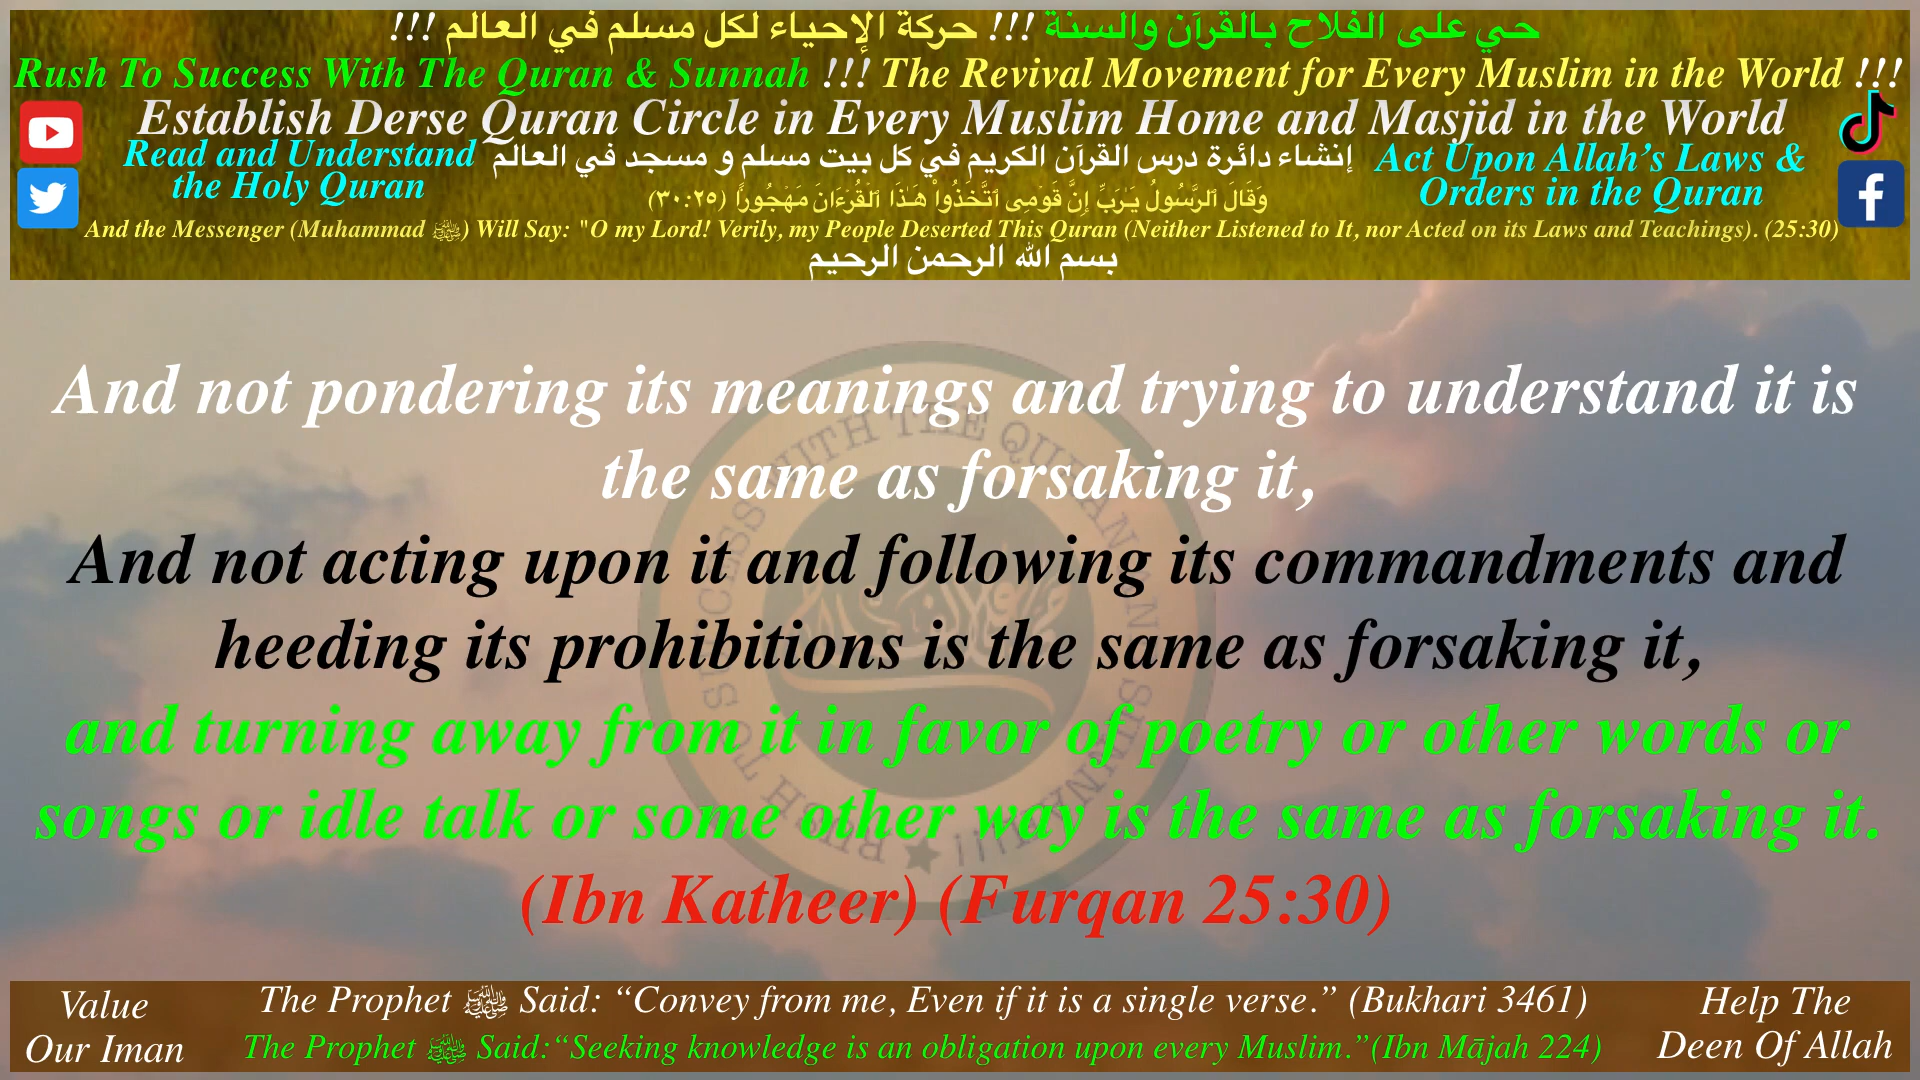 حي على الفلاح بالقرآن والسنة !!! حركة الإحياء لكل مسلم في العالم !!!
Rush To Success With The Quran & Sunnah !!! The Revival Movement for Every Muslim in the World !!!
Establish Derse Quran Circle in Every Muslim Home and Masjid in the World
Read and Understand
the Holy Quran
إنشاء دائرة درس القرآن الكريم في كل بيت مسلم و مسجد في العالم
Act Upon Allah’s Laws &
Orders in the Quran
وَقَالَ ٱلرَّسُولُ يَـٰرَبِّ إِنَّ قَوْمِى ٱتَّخَذُوا۟ هَـٰذَا ٱلْقُرْءَانَ مَهْجُورًا (٣٠:٢٥)
And the Messenger (Muhammad ﷺ) Will Say: "O my Lord! Verily, my People Deserted This Quran (Neither Listened to It, nor Acted on its Laws and Teachings). (25:30)
بسم الله الرحمن الرحيم
And not pondering its meanings and trying to understand it is
the same as forsaking it,
And not acting upon it and following its commandments and
heeding its prohibitions is the same as forsaking it,
and turning away from it in favor of poetry or other words or
songs or idle talk or some other way is the same as forsaking it.
(Ibn Katheer) (Furqan 25:30)
RUSH TO SUCCESS WITH THE QURAN AND SUNNAH !!!
Value
Our Iman
The Prophet ﷺ Said: “Convey from me, Even if it is a single verse.” (Bukhari 3461)
The Prophet ﷺ Said:“Seeking knowledge is an obligation upon every Muslim.”(Ibn Mājah 224)
Help The
Deen Of Allah